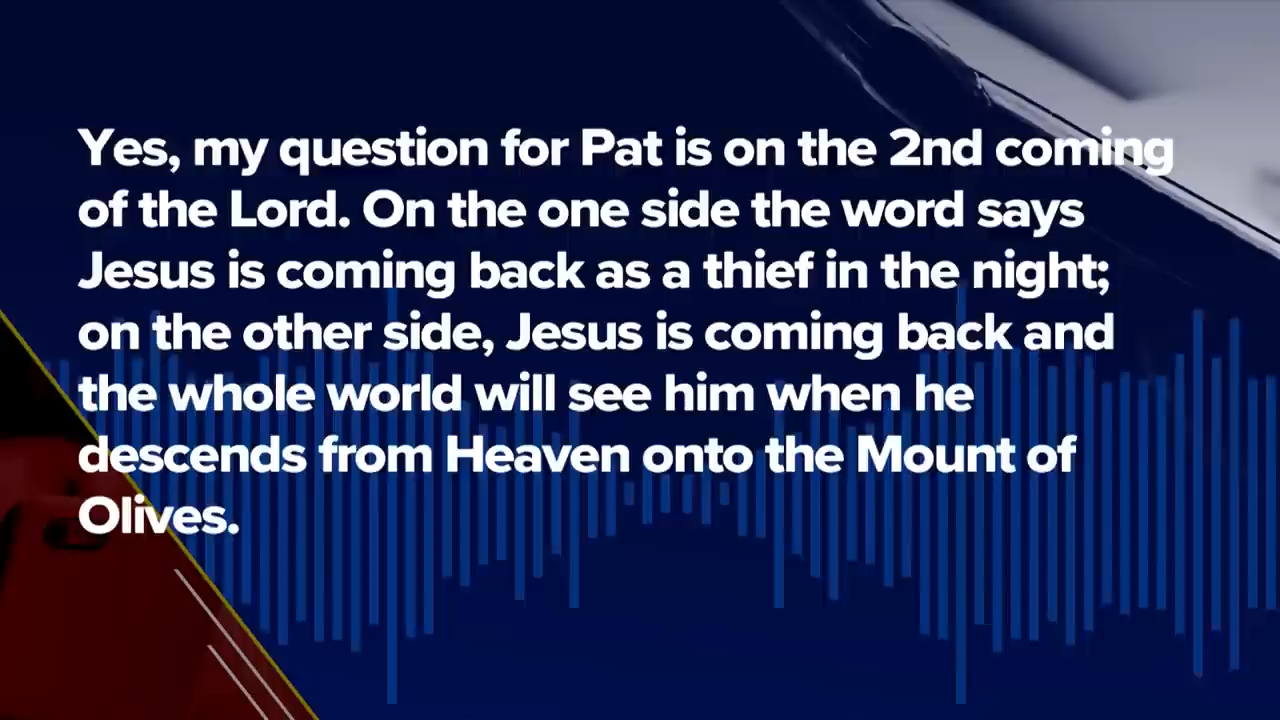 Yes, my question for Pat is on the 2nd coming
of the Lord. On the one side the word says
Jesus is coming back as a thief in the night;
on the other side, Jesus is coming back and
the whole world will see him when he
descends from Heaven onto the Mount of
Olives.